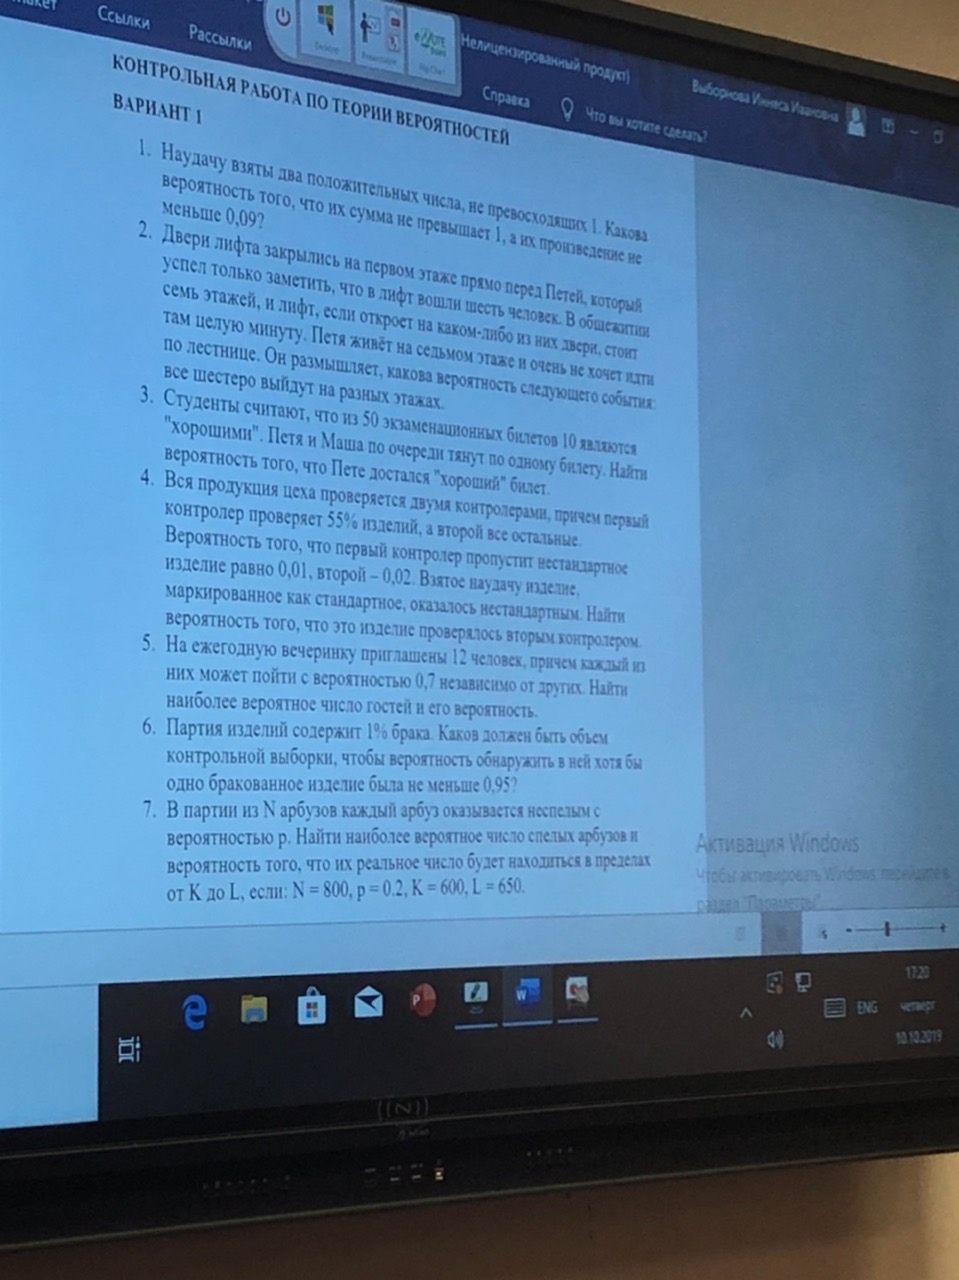 Ссылки
Рассылки
Нелицензированный продукт)
Выборнова Инняса Ивановна
Справка
Что вы хотите сделать?
КОНТРОЛЬНАЯ РАБОТА ПО ТЕОРИИ ВЕРОЯТНОСТЕЙ
ВАРИАНТ 1
1. Наудачу взяты два положительных числа, не превосходящих 1. Какова
вероятность того, что их сумма не превышает 1, а их произведение не
меньше 0,09?
2. Двери лифта закрылись на первом этаже прямо перед Петей, который
успел только заметить, что в лифт вошли шесть человек. В общежитии
семь этажей, и лифт, если откроет на каком-либо из них двери, стоит
там целую минуту. Петя живёт на седьмом этаже и очень не хочет идти
по лестнице. Он размышляет, какова вероятность следующего события:
все шестеро выйдут на разных этажах.
3. Студенты считают, что из 50 экзаменационных билетов 10 являются
"хорошими". Петя и Маша по очереди тянут по одному билету. Найти
вероятность того, что Пете достался "хороший" билет.
4. Вся продукция цеха проверяется двумя контролерами, причем первый
контролер проверяет 55% изделий, а второй все остальные.
Вероятность того, что первый контролер пропустит нестандартное
изделие равно 0,01, второй – 0,02. Взятое наудачу изделие,
маркированное как стандартное, оказалось нестандартным. Найти
вероятность того, что это изделие проверялось вторым контролером.
5. На ежегодную вечеринку приглашены 12 человек, причем каждый из
них может пойти с вероятностью 0,7 независимо от других. Найти
наиболее вероятное число гостей и его вероятность.
6. Партия изделий содержит 1% брака. Каков должен быть объем
контрольной выборки, чтобы вероятность обнаружить в ней хотя бы
одно бракованное изделие была не меньше 0,95?
7. В партии из N арбузов каждый арбуз оказывается неспелым с
вероятностью p. Найти наиболее вероятное число спелых арбузов и
вероятность того, что их реальное число будет находиться в пределах
от K до L, если: N = 800, p = 0.2, K = 600, L = 650.
Активация Windows
Чтобы активировать Windows, перейдите в
раздел "Параметры".
17:20
ENG
четверг
10.10.2019